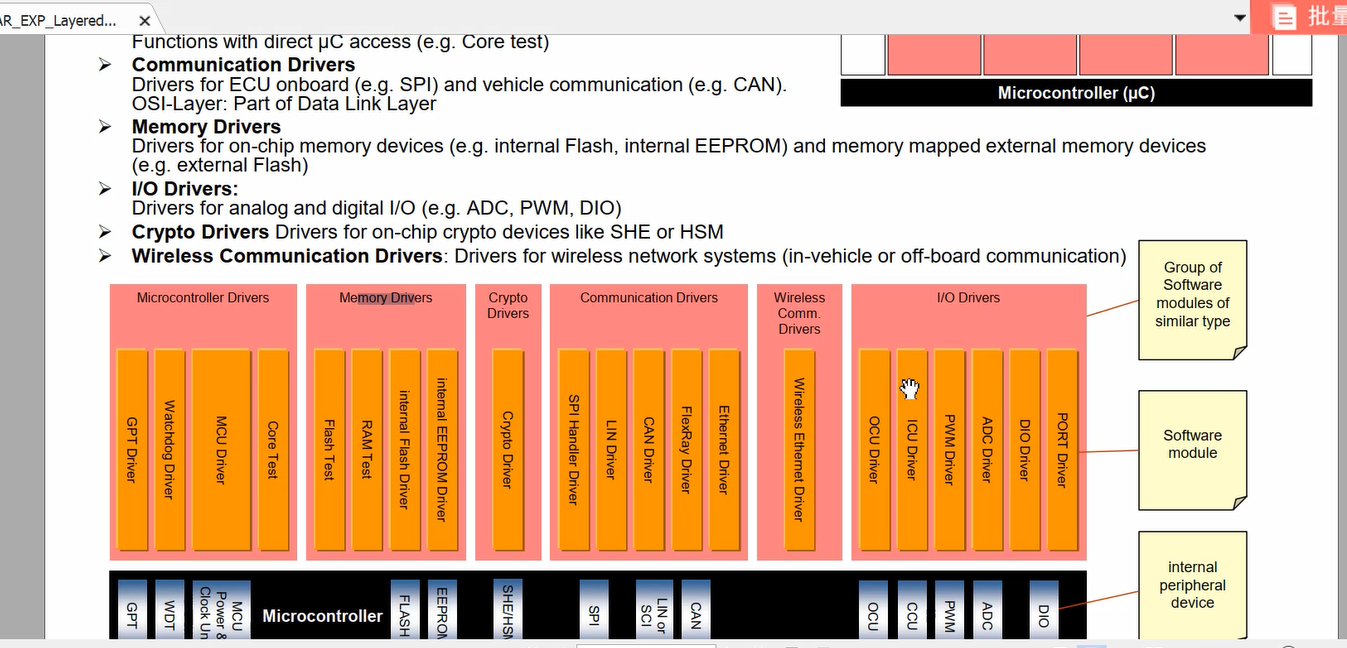 AR_EXP_Layered...
批量
Functions with direct µC access (e.g. Core test)
➢ Communication Drivers
Drivers for ECU onboard (e.g. SPI) and vehicle communication (e.g. CAN).
OSI-Layer: Part of Data Link Layer
Microcontroller (µC)
➢ Memory Drivers
Drivers for on-chip memory devices (e.g. internal Flash, internal EEPROM) and memory mapped external memory devices
(e.g. external Flash)
➢ I/O Drivers:
Drivers for analog and digital I/O (e.g. ADC, PWM, DIO)
➢ Crypto Drivers Drivers for on-chip crypto devices like SHE or HSM
➢ Wireless Communication Drivers: Drivers for wireless network systems (in-vehicle or off-board communication)
Microcontroller Drivers
GPT Driver
Watchdog Driver
MCU Driver
Core Test
Memory Drivers
Flash Test
RAM Test
internal Flash Driver
internal EEPROM Driver
Crypto
Drivers
Crypto Driver
Communication Drivers
SPI Handler Driver
LIN Driver
CAN Driver
FlexRay Driver
Ethernet Driver
Wireless
Comm.
Drivers
Wireless Ethernet Driver
I/O Drivers
OCU Driver
ICU Driver
PWM Driver
ADC Driver
DIO Driver
PORT Driver
Group of
Software
modules of
similar type
Software
module
internal
peripheral
device
GPT
WDT
MCU
Power &
Clock Un
Microcontroller
FLASH
EEPROM
SHE/HSM
SPI
LIN or
SCI
CAN
OCU
CCU
PWM
ADC
DIO